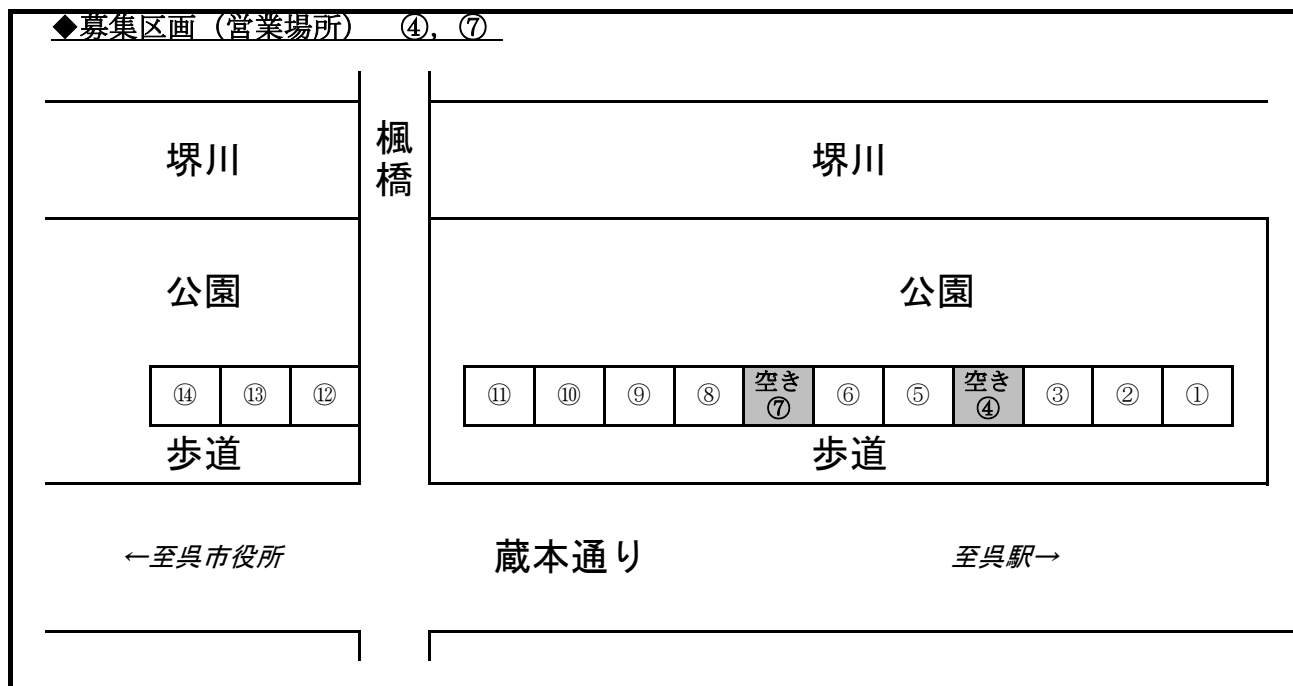 ◆募集区画（営業場所）　④，⑦
楓橋
堺川
堺川
公園
公園
⑭ ⑬ ⑫
⑪ ⑩ ⑨ ⑧ 空き⑦ ⑥ ⑤ 空き④ ③ ② ①
歩道
歩道
←至呉市役所
蔵本通り
至呉駅→